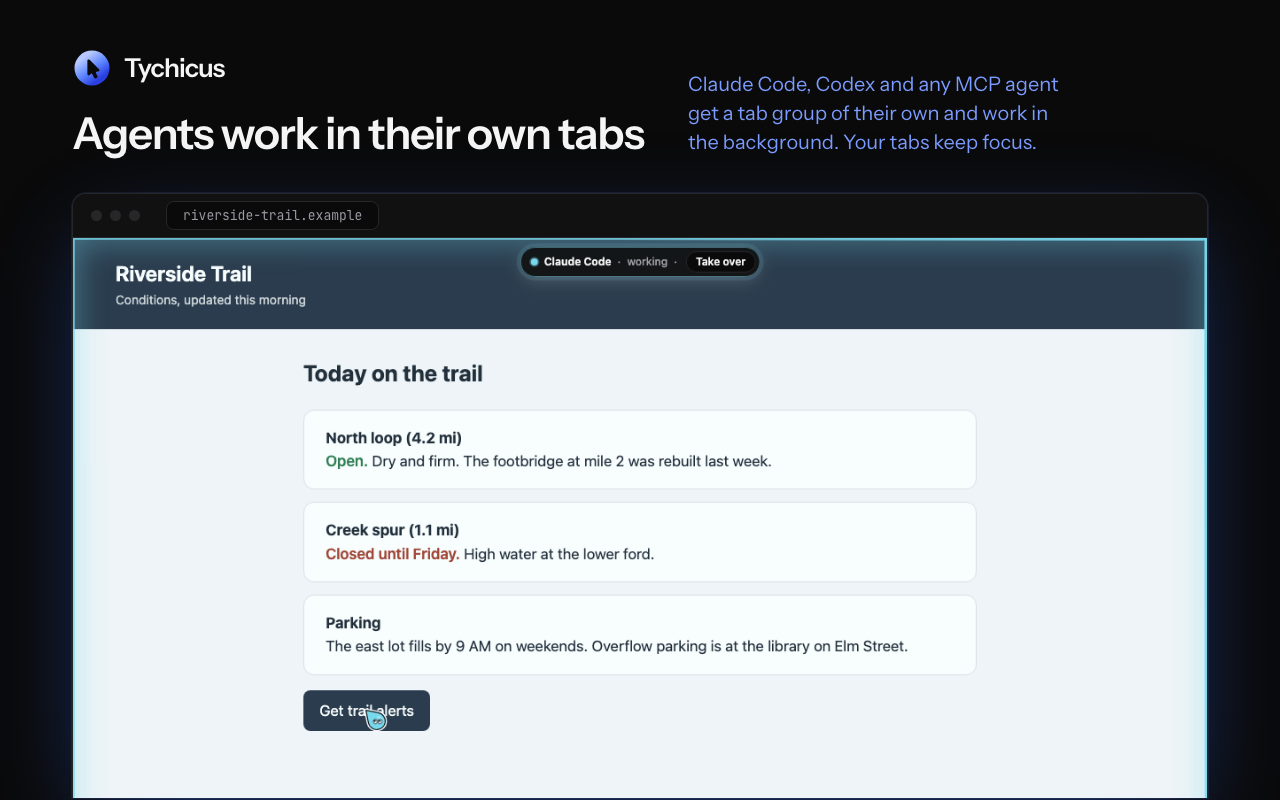 Tychicus
Agents work in their own tabs
Claude Code, Codex and any MCP agent
get a tab group of their own and work in
the background. Your tabs keep focus.
riverside-trail.example
Claude Code · working · Take over
Riverside Trail
Conditions, updated this morning
Today on the trail
North loop (4.2 mi)
Open. Dry and firm. The footbridge at mile 2 was rebuilt last week.
Creek spur (1.1 mi)
Closed until Friday. High water at the lower ford.
Parking
The east lot fills by 9 AM on weekends. Overflow parking is at the library on Elm Street.
Get trail alerts